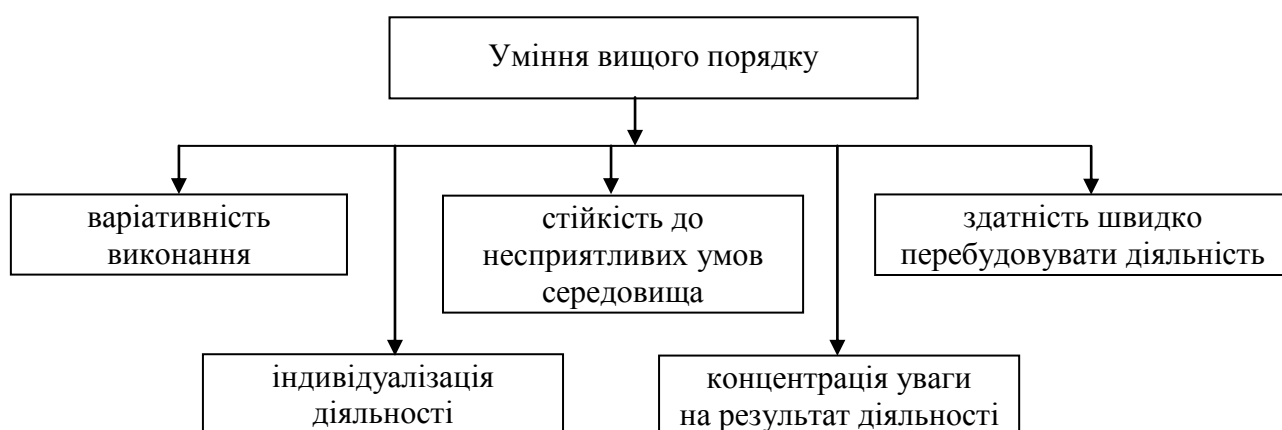 Уміння вищого порядку
варіативність
виконання
стійкість до
несприятливих умов
середовища
здатність швидко
перебудовувати діяльність
індивідуалізація
діяльності
концентрація уваги
на результат діяльності